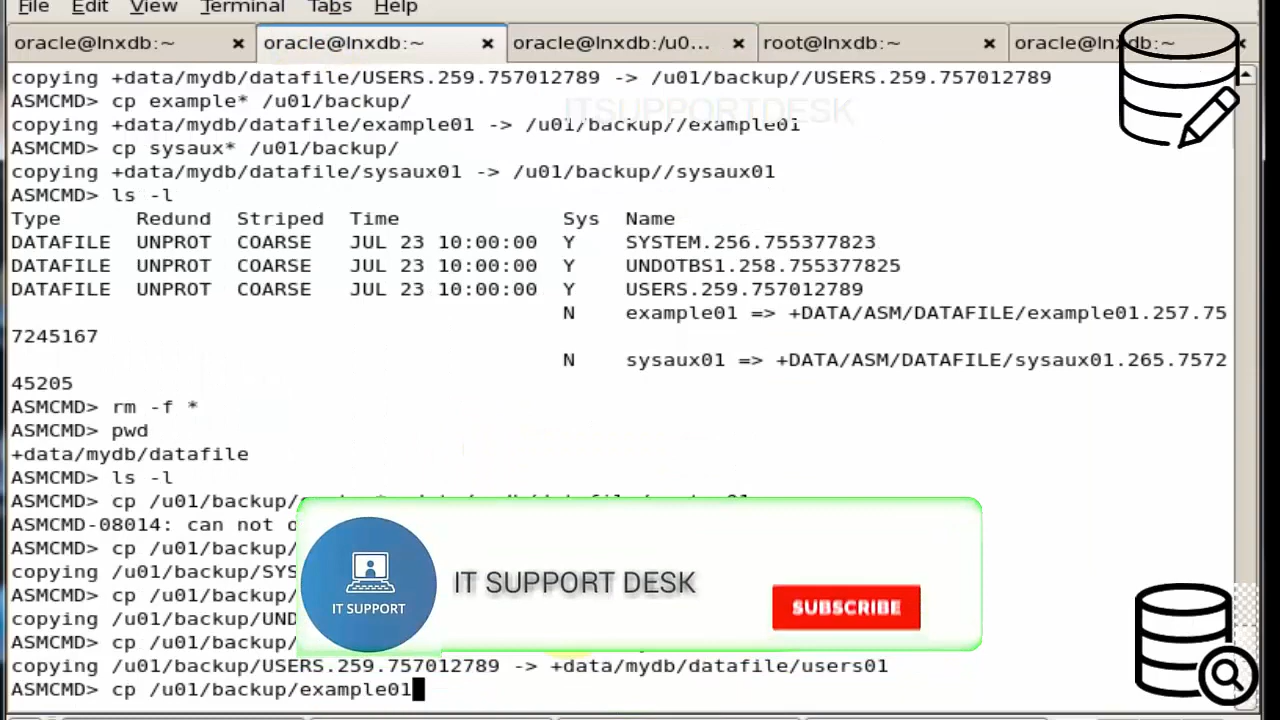 File Edit View Terminal Tabs Help
oracle@lnxdb:~ oracle@lnxdb:~ oracle@lnxdb:/u0... root@lnxdb:~ oracle@lnxdb:~
copying +data/mydb/datafile/USERS.259.757012789 -> /u01/backup//USERS.259.757012789
ASMCMD> cp example* /u01/backup/
ITSUPPORTDESK
copying +data/mydb/datafile/example01 -> /u01/backup//example01
ASMCMD> cp sysaux* /u01/backup/
copying +data/mydb/datafile/sysaux01 -> /u01/backup//sysaux01
ASMCMD> ls -l
Type Redund Striped Time Sys Name
DATAFILE UNPROT COARSE JUL 23 10:00:00 Y SYSTEM.256.755377823
DATAFILE UNPROT COARSE JUL 23 10:00:00 Y UNDOTBS1.258.755377825
DATAFILE UNPROT COARSE JUL 23 10:00:00 Y USERS.259.757012789
N example01 => +DATA/ASM/DATAFILE/example01.257.75
7245167
N sysaux01 => +DATA/ASM/DATAFILE/sysaux01.265.7572
45205
ASMCMD> rm -f *
ASMCMD> pwd
+data/mydb/datafile
ASMCMD> ls -l
ASMCMD> cp /u01/backup/
ASMCMD-08014: can not
ASMCMD> cp /u01/backup/
copying /u01/backup/SYS
ASMCMD> cp /u01/backup/
copying /u01/backup/UND
ASMCMD> cp /u01/backup/
copying /u01/backup/USERS.259.757012789 -> +data/mydb/datafile/users01
ASMCMD> cp /u01/backup/example01
IT SUPPORT
IT SUPPORT DESK
SUBSCRIBE